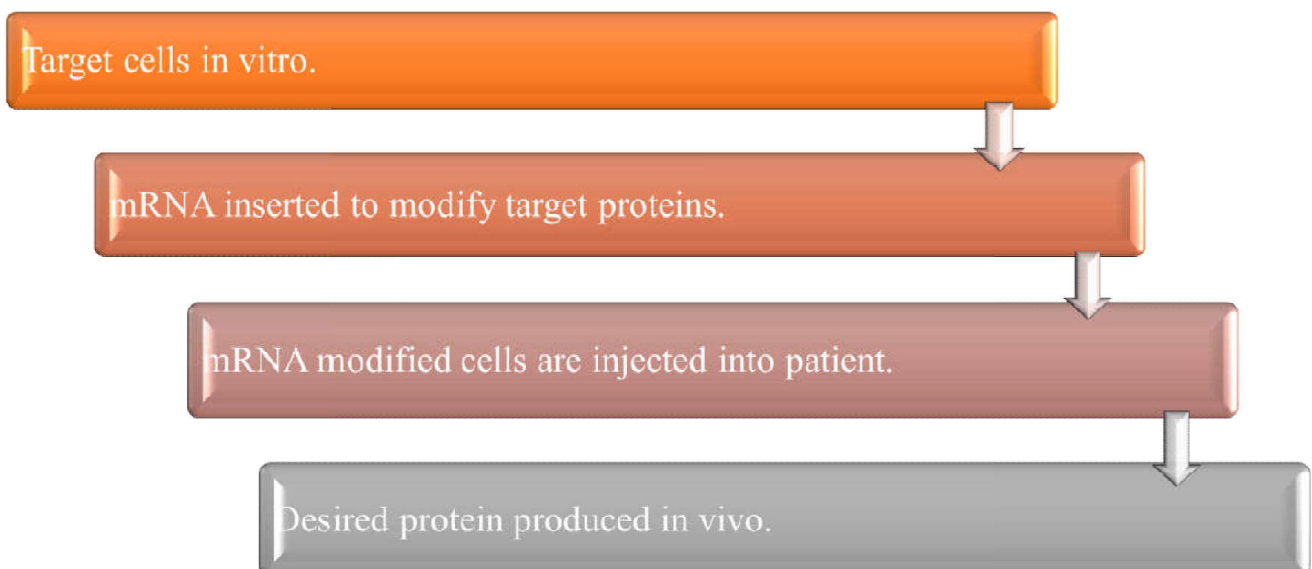 Target cells in vitro.
mRNA inserted to modify target proteins.
mRNA modified cells are injected into patient.
Desired protein produced in vivo.